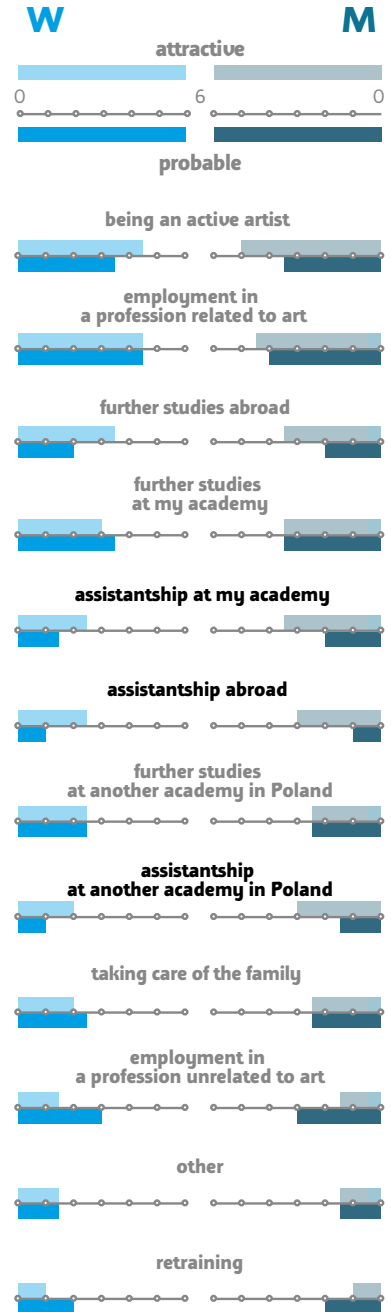 W M
attractive
0 6 0
probable
being an active artist
employment in
a profession related to art
further studies abroad
further studies
at my academy
assistantship at my academy
assistantship abroad
further studies
at another academy in Poland
assistantship
at another academy in Poland
taking care of the family
employment in
a profession unrelated to art
other
retraining